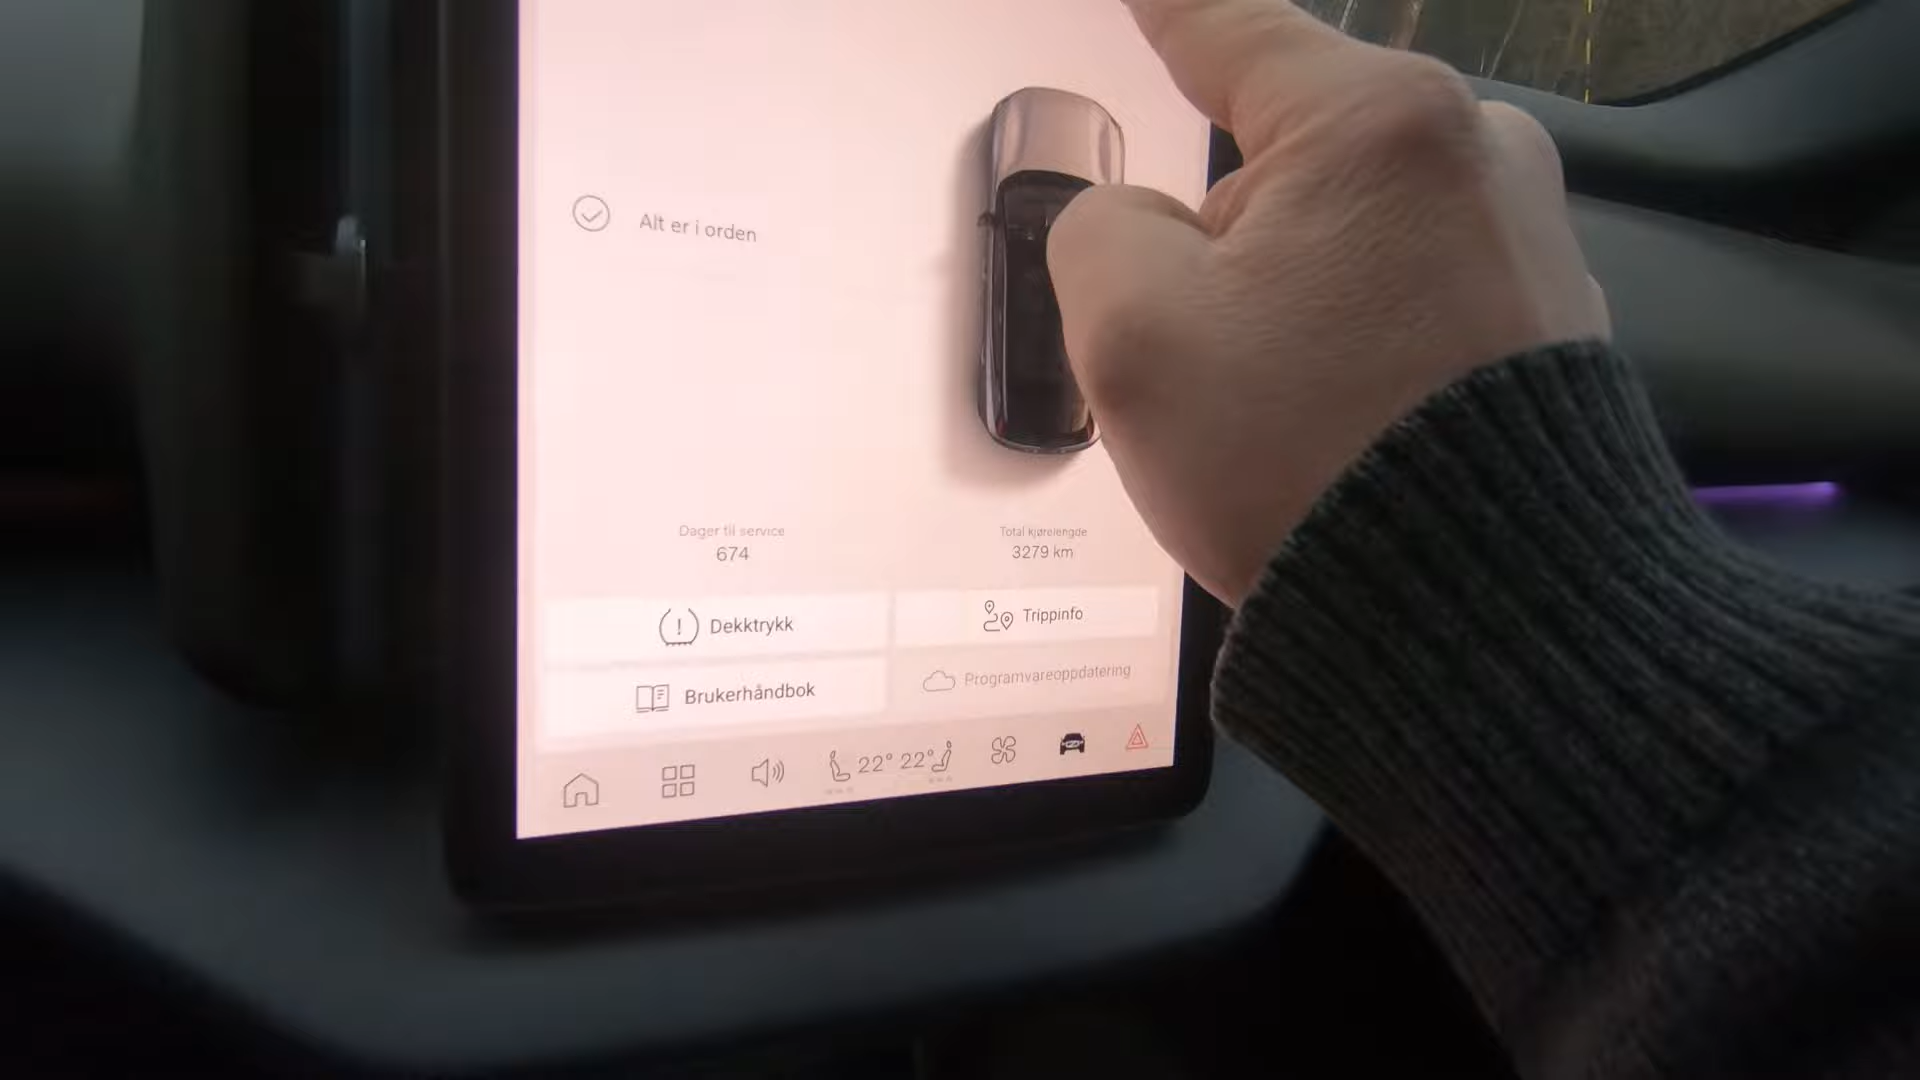 Alt er i orden
Dager til service
674
Total kjørelengde
3279 km
Dekktrykk
Trippinfo
Brukerhåndbok
Programvareoppdatering
22° 22°